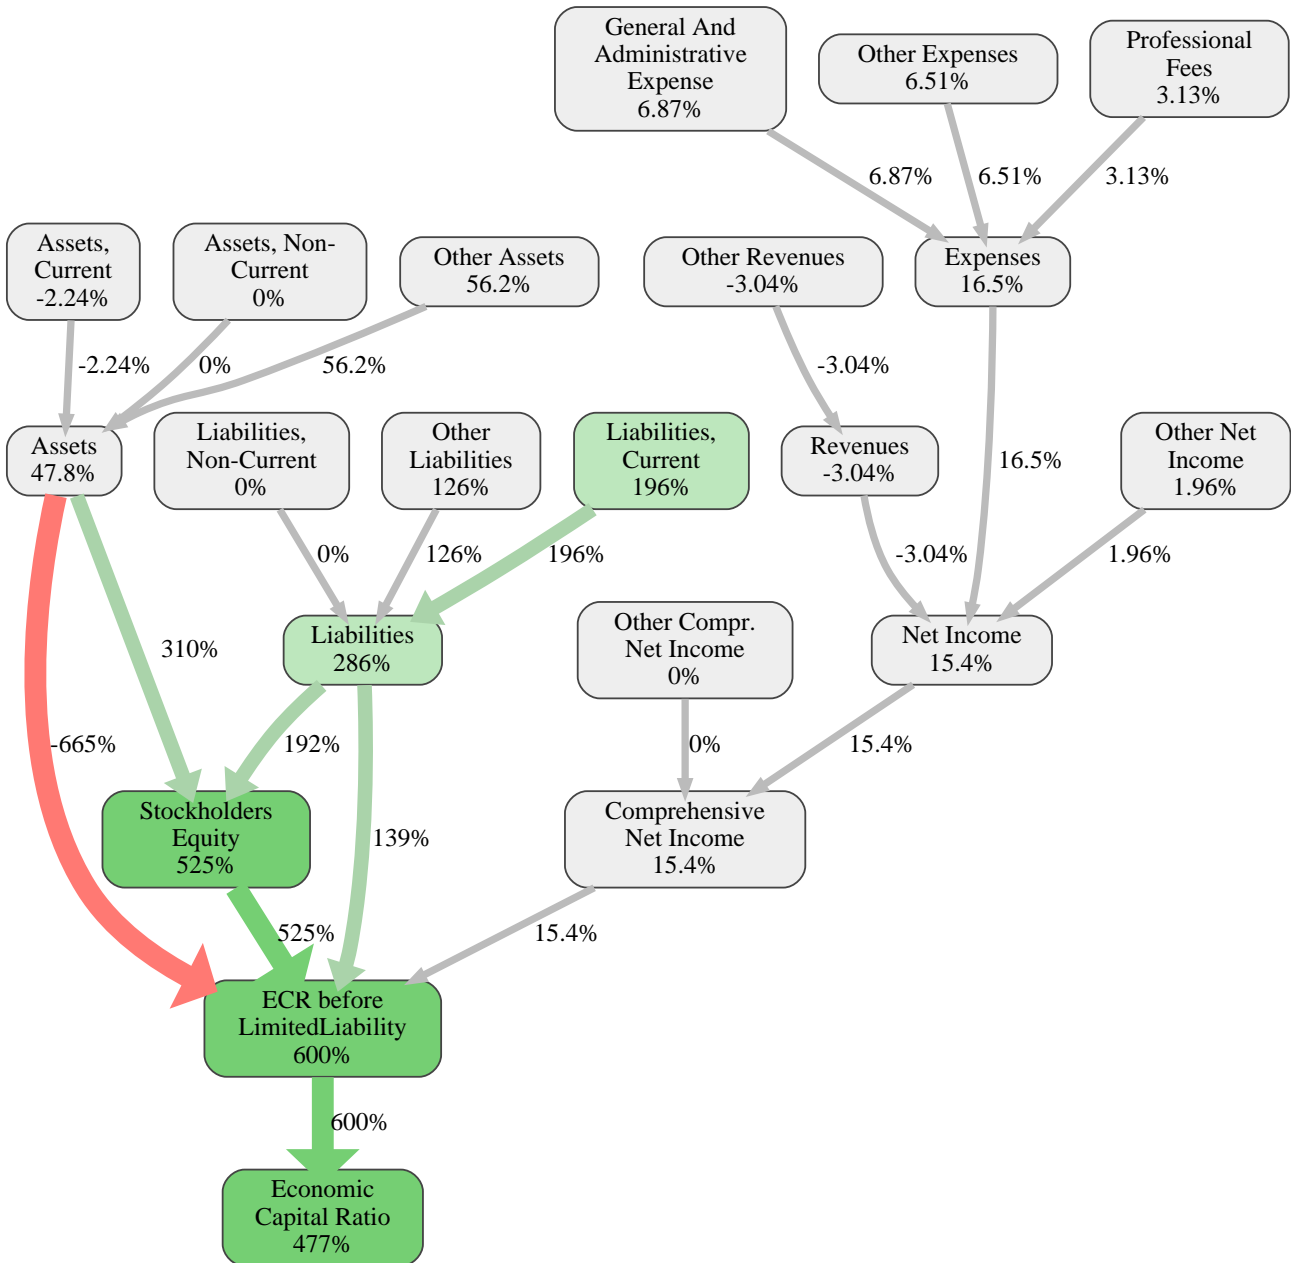 General And
Administrative
Expense
6.87%
Other Expenses
6.51%
Professional
Fees
3.13%
6.87%
6.51%
3.13%
Assets,
Current
-2.24%
Assets, Non-
Current
0%
Other Assets
56.2%
Other Revenues
-3.04%
Expenses
16.5%
-2.24%
0%
56.2%
-3.04%
Assets
47.8%
Liabilities,
Non-Current
0%
Other
Liabilities
126%
Liabilities,
Current
196%
Revenues
-3.04%
16.5%
Other Net
Income
1.96%
0%
126%
196%
-3.04%
1.96%
310%
Liabilities
286%
Other Compr.
Net Income
0%
Net Income
15.4%
-665%
192%
0%
15.4%
Stockholders
Equity
525%
139%
Comprehensive
Net Income
15.4%
525%
15.4%
ECR before
LimitedLiability
600%
600%
Economic
Capital Ratio
477%